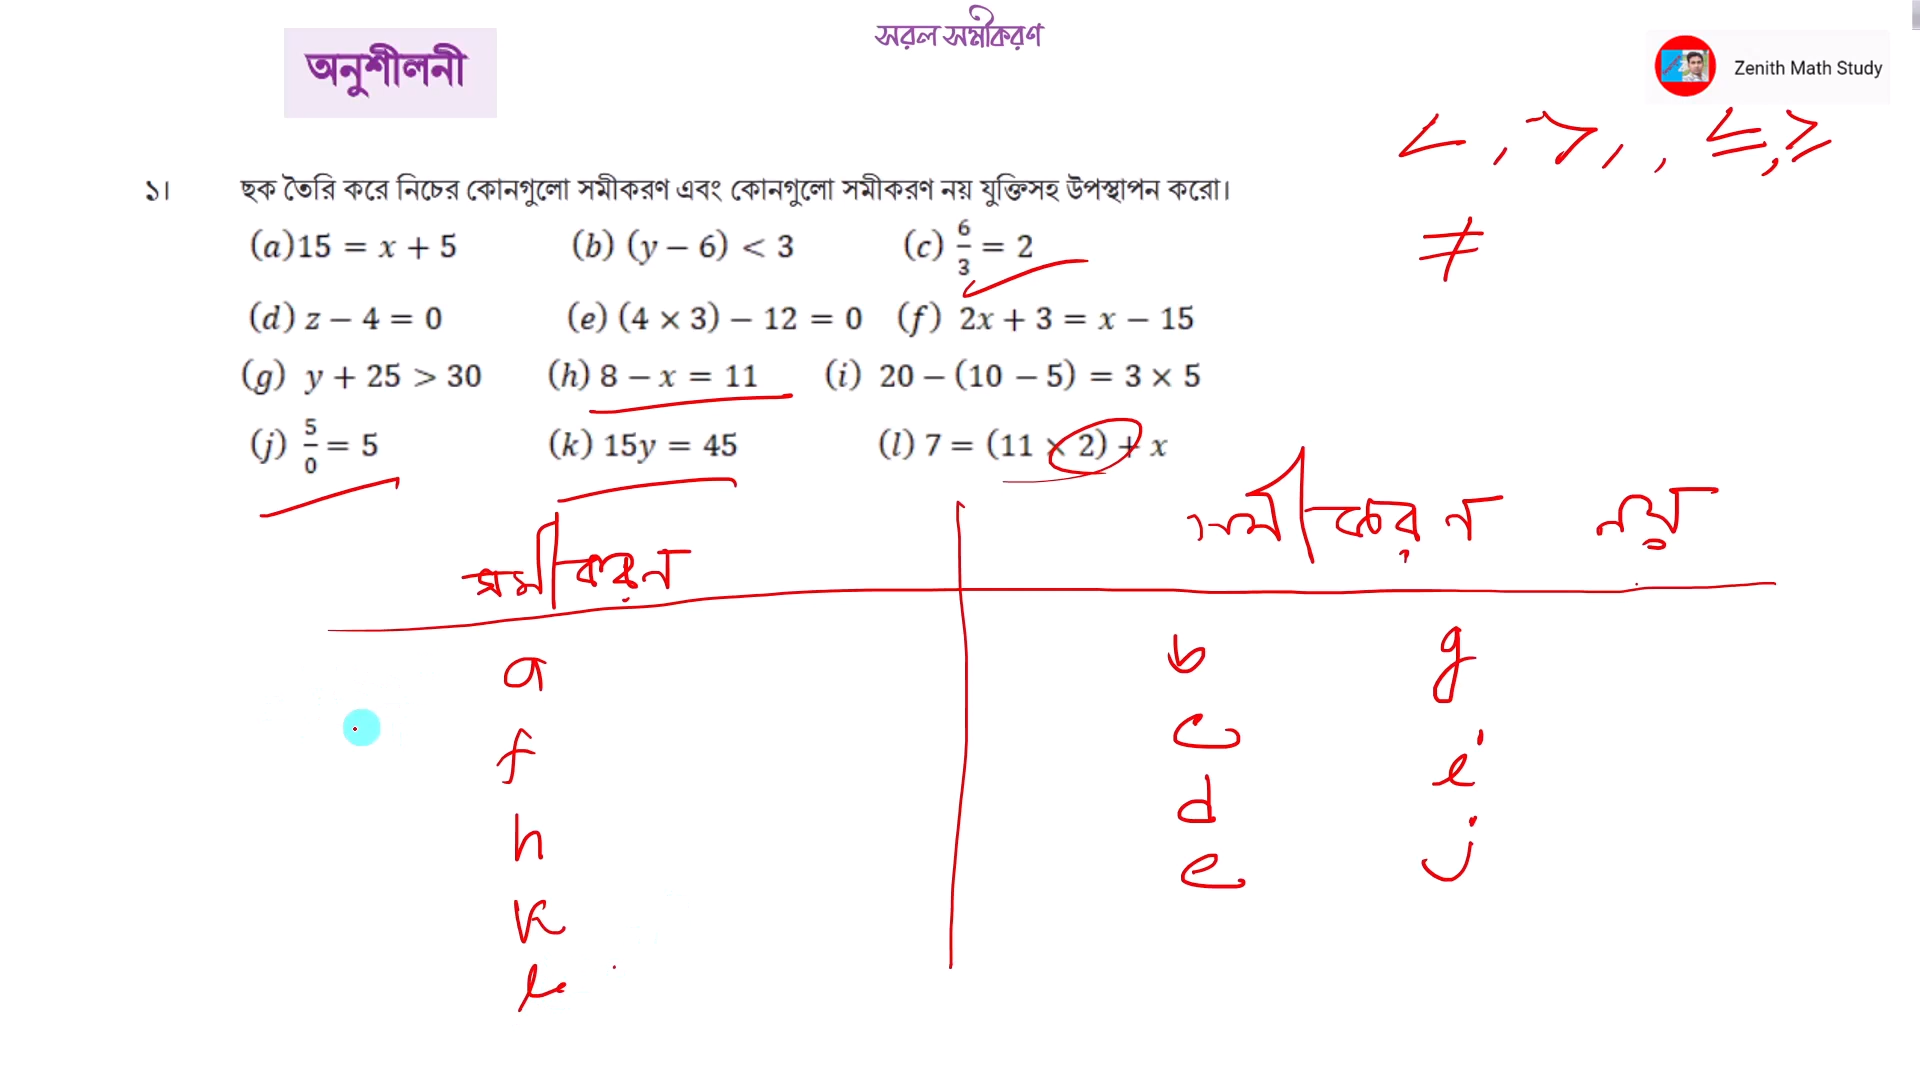 সরল সমীকরণ
অনুশীলনী
Zenith Math Study
< , > , , ≤ , ≥
≠
১। ছক তৈরি করে নিচের কোনগুলো সমীকরণ এবং কোনগুলো সমীকরণ নয় যুক্তিসহ উপস্থাপন করো।
(a)15 = x + 5 (b) (y − 6) < 3 (c) 6/3 = 2
(d) z − 4 = 0 (e) (4 × 3) − 12 = 0 (f) 2x + 3 = x − 15
(g) y + 25 > 30 (h) 8 − x = 11 (i) 20 − (10 − 5) = 3 × 5
(j) 5/0 = 5 (k) 15y = 45 (l) 7 = (11 × 2) + x
সমীকরন সমীকরন নয়
a b g
f c i
h d j
k e
l